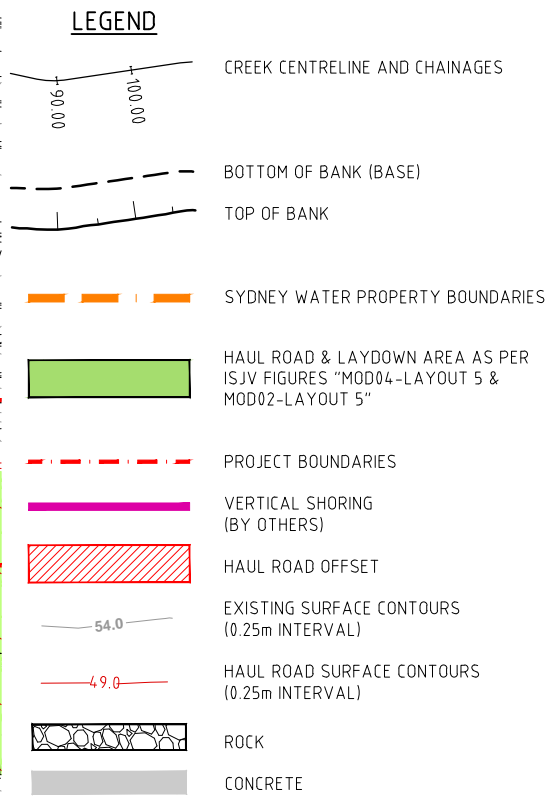 LEGEND
CREEK CENTRELINE AND CHAINAGES
90.00
100.00
BOTTOM OF BANK (BASE)
TOP OF BANK
SYDNEY WATER PROPERTY BOUNDARIES
HAUL ROAD & LAYDOWN AREA AS PER
ISJV FIGURES "MOD04-LAYOUT 5 &
MOD02-LAYOUT 5"
PROJECT BOUNDARIES
VERTICAL SHORING
(BY OTHERS)
HAUL ROAD OFFSET
EXISTING SURFACE CONTOURS
(0.25m INTERVAL)
54.0
HAUL ROAD SURFACE CONTOURS
(0.25m INTERVAL)
49.0
ROCK
CONCRETE